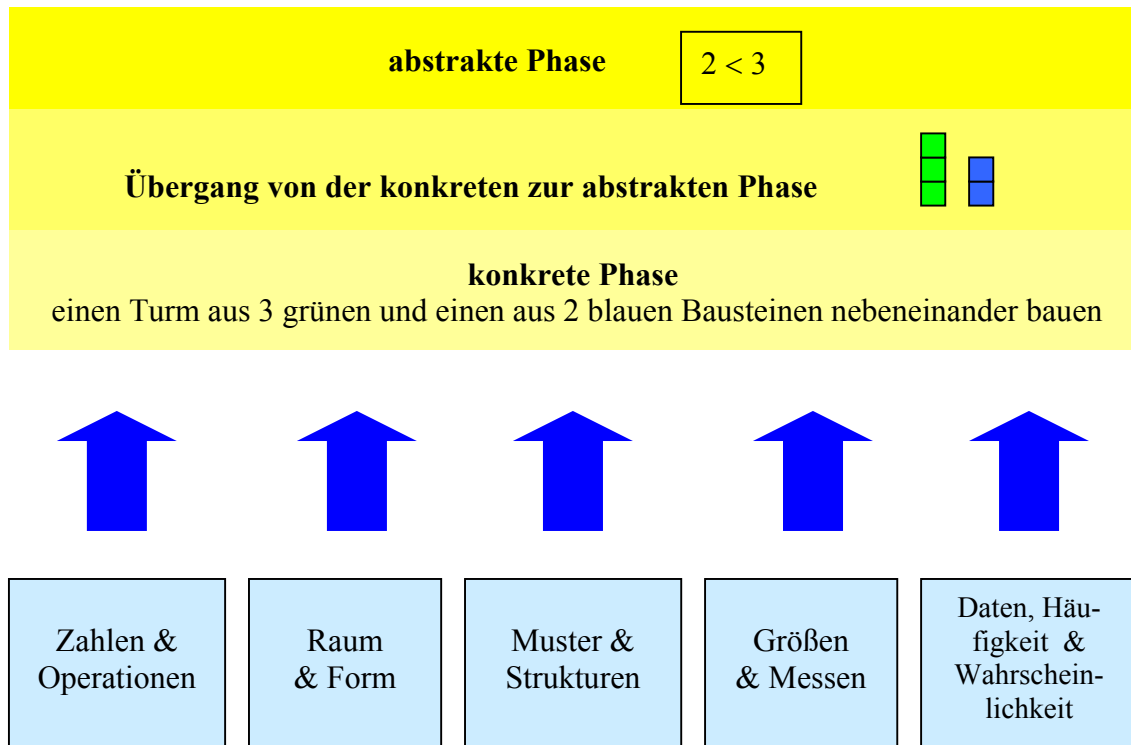 abstrakte Phase
2 < 3
Übergang von der konkreten zur abstrakten Phase
konkrete Phase
einen Turm aus 3 grünen und einen aus 2 blauen Bausteinen nebeneinander bauen
Zahlen &
Operationen
Raum
& Form
Muster &
Strukturen
Größen
& Messen
Daten, Häu-
figkeit &
Wahrschein-
lichkeit